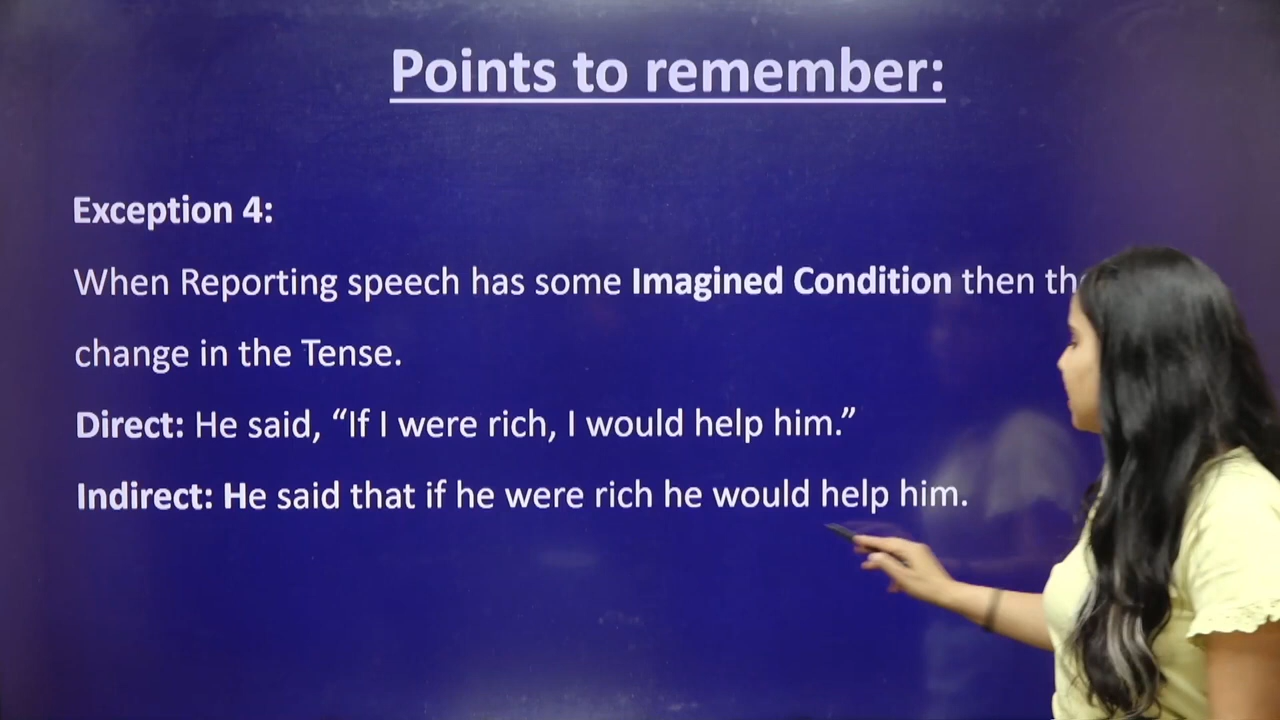 Points to remember:
Exception 4:
When Reporting speech has some Imagined Condition then
change in the Tense.
Direct: He said, “If I were rich, I would help him.”
Indirect: He said that if he were rich he would help him.